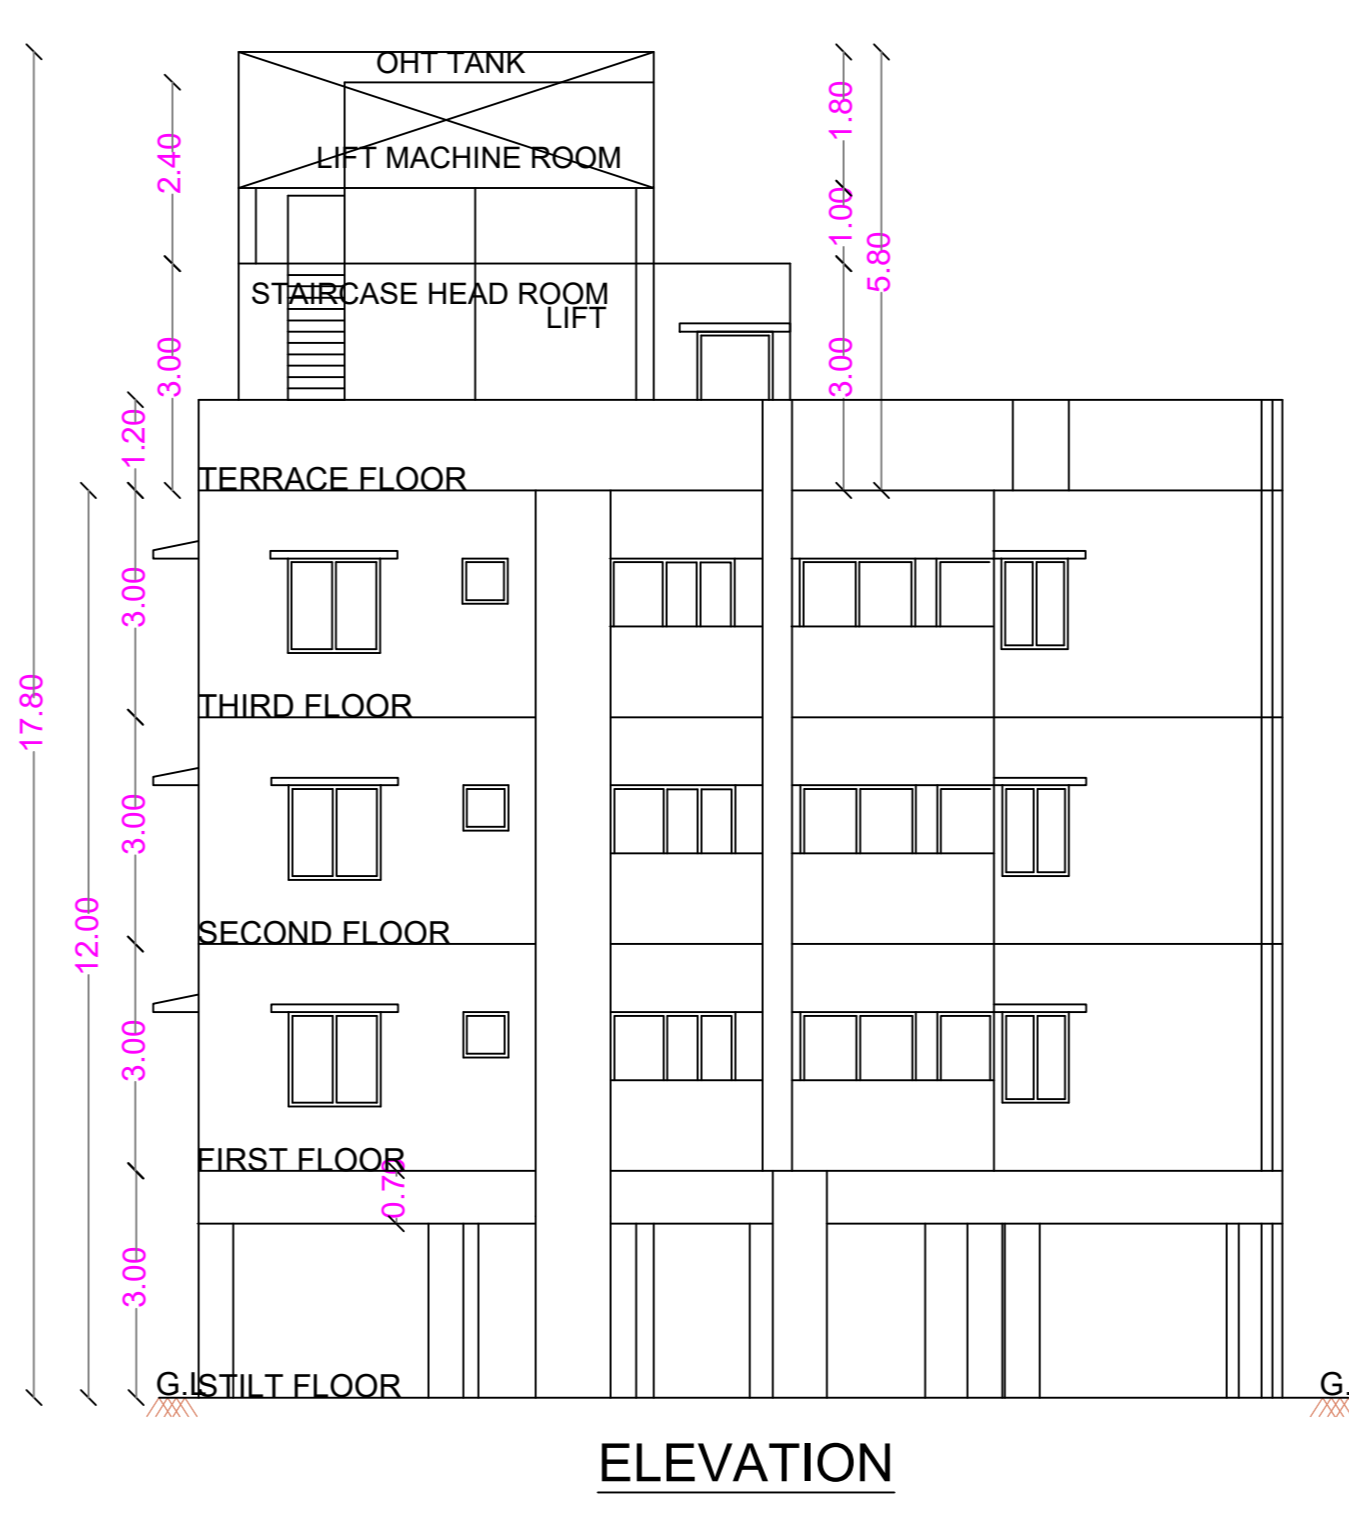 OHT TANK
1.80
2.40
LIFT MACHINE ROOM
1.00
5.80
STAIRCASE HEAD ROOM
LIFT
3.00
3.00
1.20
TERRACE FLOOR
3.00
17.80
THIRD FLOOR
3.00
12.00
SECOND FLOOR
3.00
FIRST FLOOR
3.00
G.L
STILT FLOOR
G.
ELEVATION